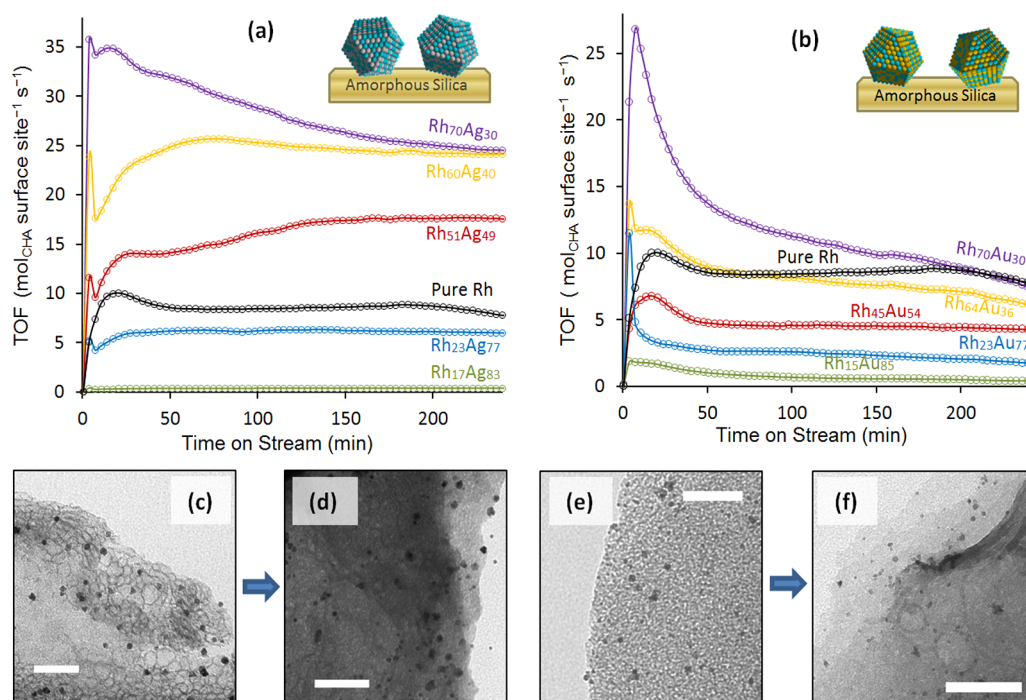 (a)
Amorphous Silica
35
30
25
20
15
10
5
0
TOF (mol_CHA surface site⁻¹ s⁻¹)
Rh₇₀Ag₃₀
Rh₆₀Ag₄₀
Rh₅₁Ag₄₉
Pure Rh
Rh₂₃Ag₇₇
Rh₁₇Ag₈₃
0 50 100 150 200
Time on Stream (min)
(b)
Amorphous Silica
25
20
15
10
5
0
TOF ( mol_CHA surface site⁻¹ s⁻¹)
Rh₇₀Au₃₀
Pure Rh
Rh₆₄Au₃₆
Rh₄₅Au₅₄
Rh₂₃Au₇₇
Rh₁₅Au₈₅
0 50 100 150 200
Time on Stream (min)
(c)
(d)
(e)
(f)